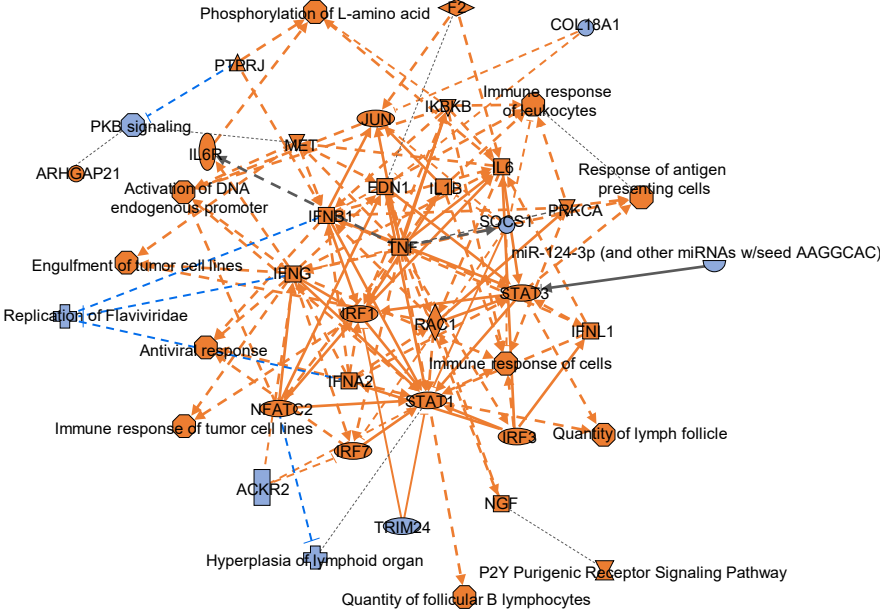 Phosphorylation of L-amino acid
F2
COL18A1
PTPRJ
Immune response
of leukocytes
IKBKB
JUN
PKB signaling
MET
IL6R
IL6
ARHGAP21
Response of antigen
presenting cells
Activation of DNA
endogenous promoter
EDN1
IL1B
IFNB1
PRKCA
SOCS1
TNF
miR-124-3p (and other miRNAs w/seed AAGGCAC)
Engulfment of tumor cell lines
IFNG
STAT3
Replication of Flaviviridae
IRF1
RAC1
IFNL1
Antiviral response
Immune response of cells
IFNA2
STAT1
NFATC2
Immune response of tumor cell lines
IRF3
Quantity of lymph follicle
IRF7
ACKR2
NGF
TRIM24
Hyperplasia of lymphoid organ
P2Y Purigenic Receptor Signaling Pathway
Quantity of follicular B lymphocytes